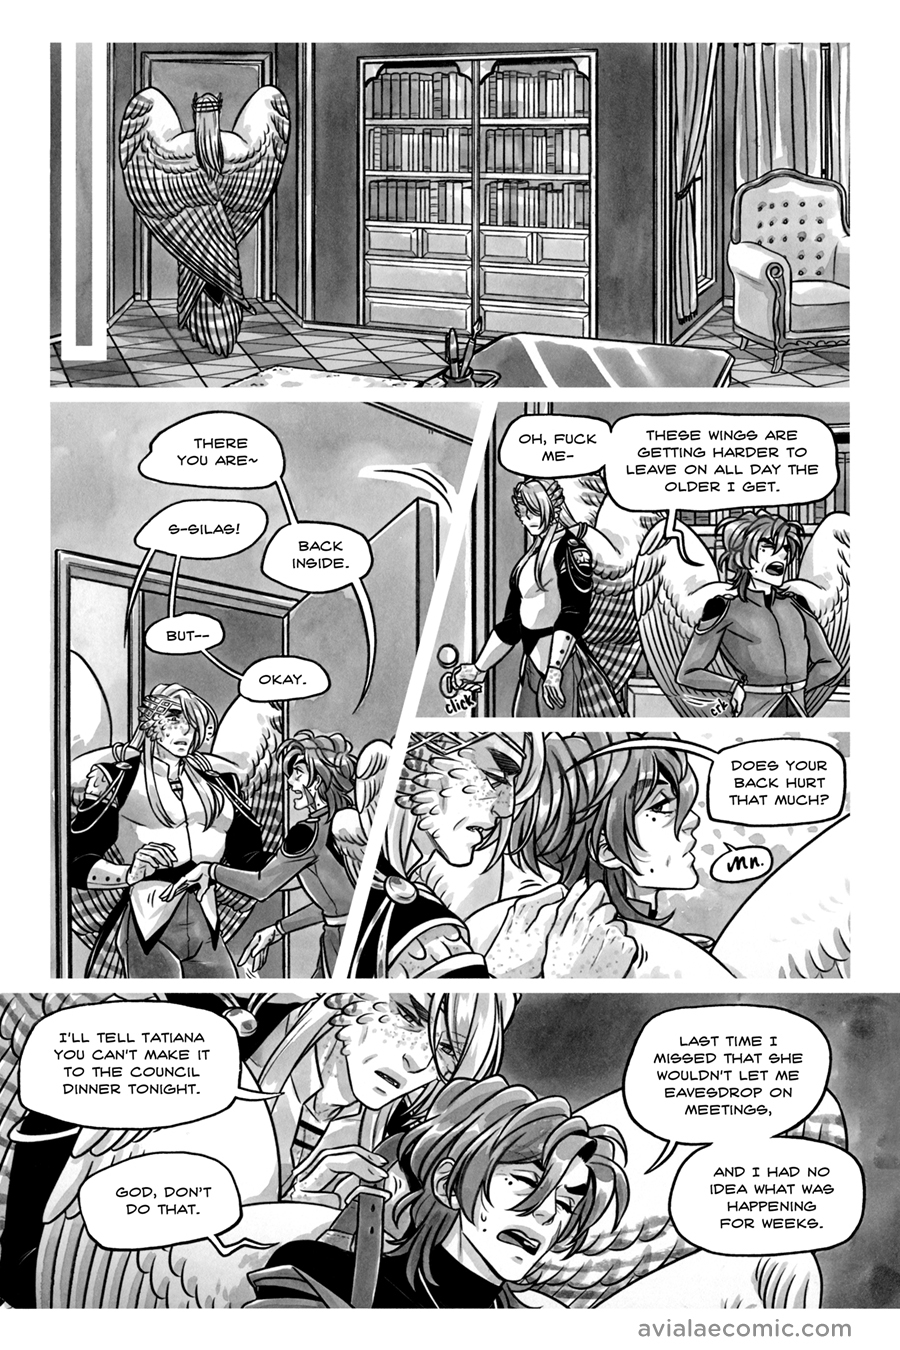 THERE
YOU ARE~
S-SILAS!
BACK
INSIDE.
BUT--
OKAY.
OH, FUCK
ME-
THESE WINGS ARE
GETTING HARDER TO
LEAVE ON ALL DAY THE
OLDER I GET.
click
crk
DOES YOUR
BACK HURT
THAT MUCH?
Mn.
I'LL TELL TATIANA
YOU CAN'T MAKE IT
TO THE COUNCIL
DINNER TONIGHT.
GOD, DON'T
DO THAT.
LAST TIME I
MISSED THAT SHE
WOULDN'T LET ME
EAVESDROP ON
MEETINGS,
AND I HAD NO
IDEA WHAT WAS
HAPPENING
FOR WEEKS.
avialaecomic.com